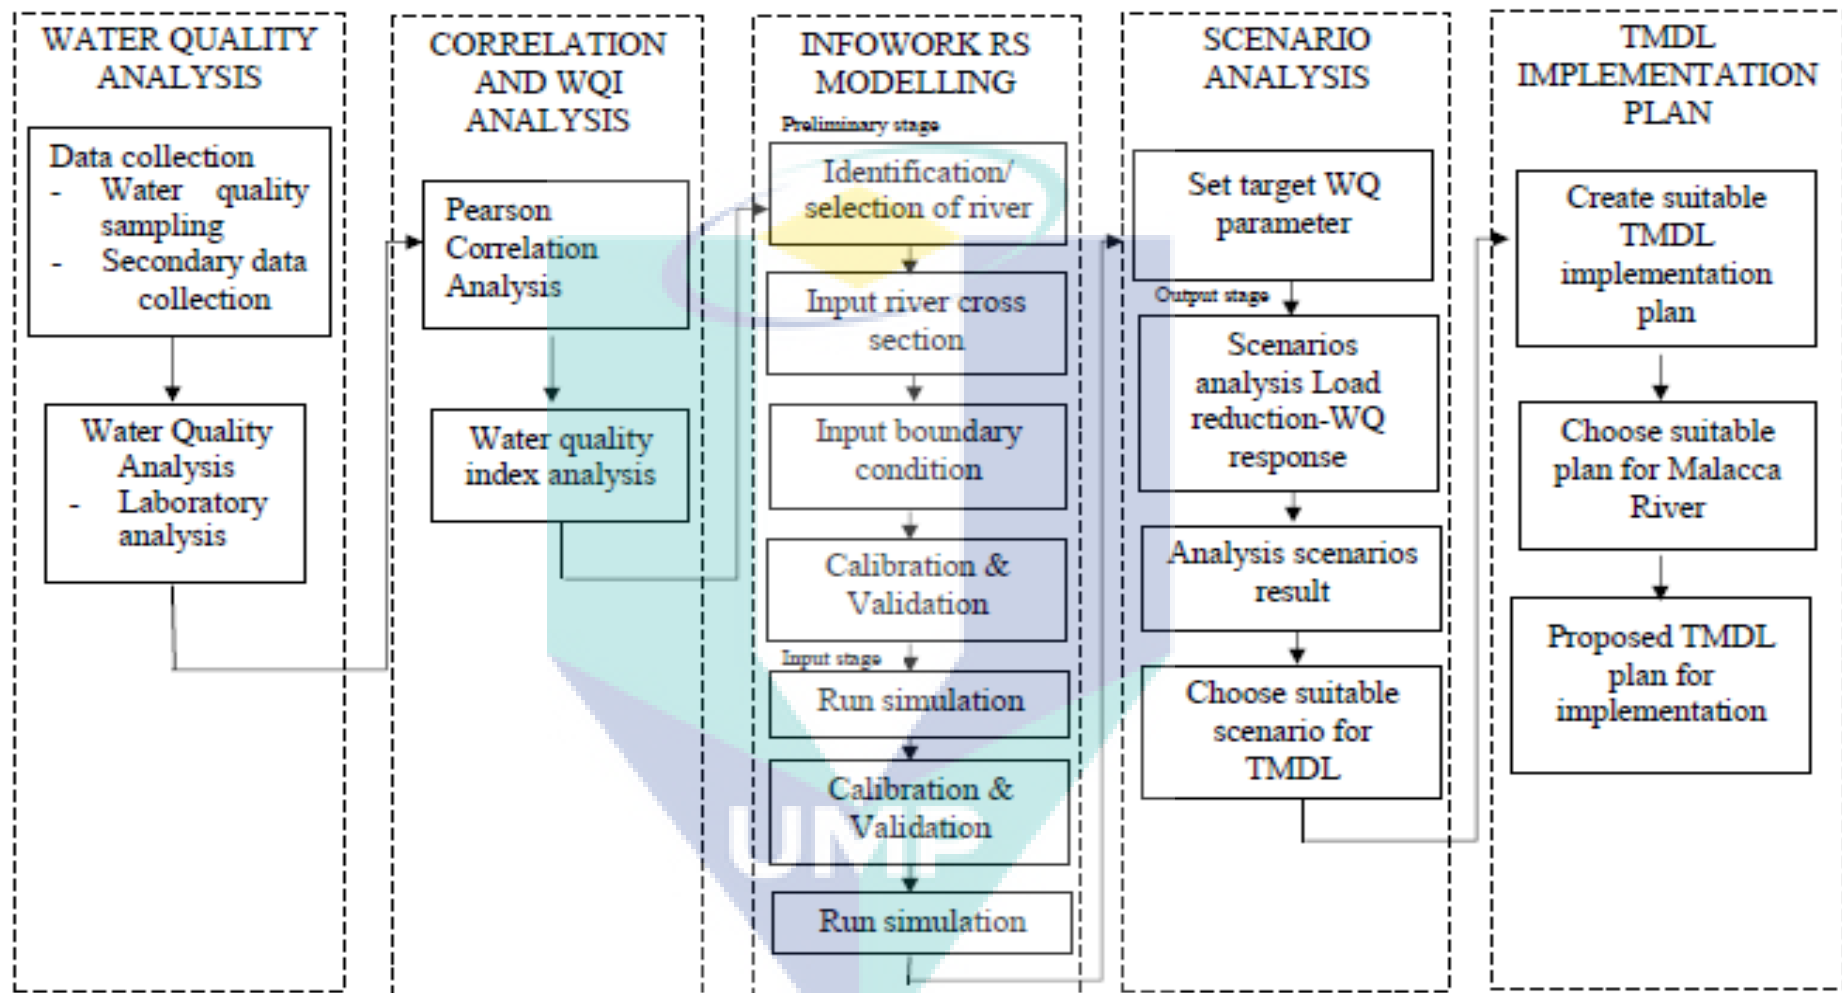 WATER QUALITY
ANALYSIS
Data collection
- Water quality
sampling
- Secondary data
collection
Water Quality
Analysis
- Laboratory
analysis
CORRELATION
AND WQI
ANALYSIS
Pearson
Correlation
Analysis
Water quality
index analysis
INFOWORK RS
MODELLING
Preliminary stage
Identification/
selection of river
Input river cross
section
Input boundary
condition
Calibration &
Validation
Input stage
Run simulation
Calibration &
Validation
Run simulation
UMP
SCENARIO
ANALYSIS
Set target WQ
parameter
Output stage
Scenarios
analysis Load
reduction-WQ
response
Analysis scenarios
result
Choose suitable
scenario for
TMDL
TMDL
IMPLEMENTATION
PLAN
Create suitable
TMDL
implementation
plan
Choose suitable
plan for Malacca
River
Proposed TMDL
plan for
implementation